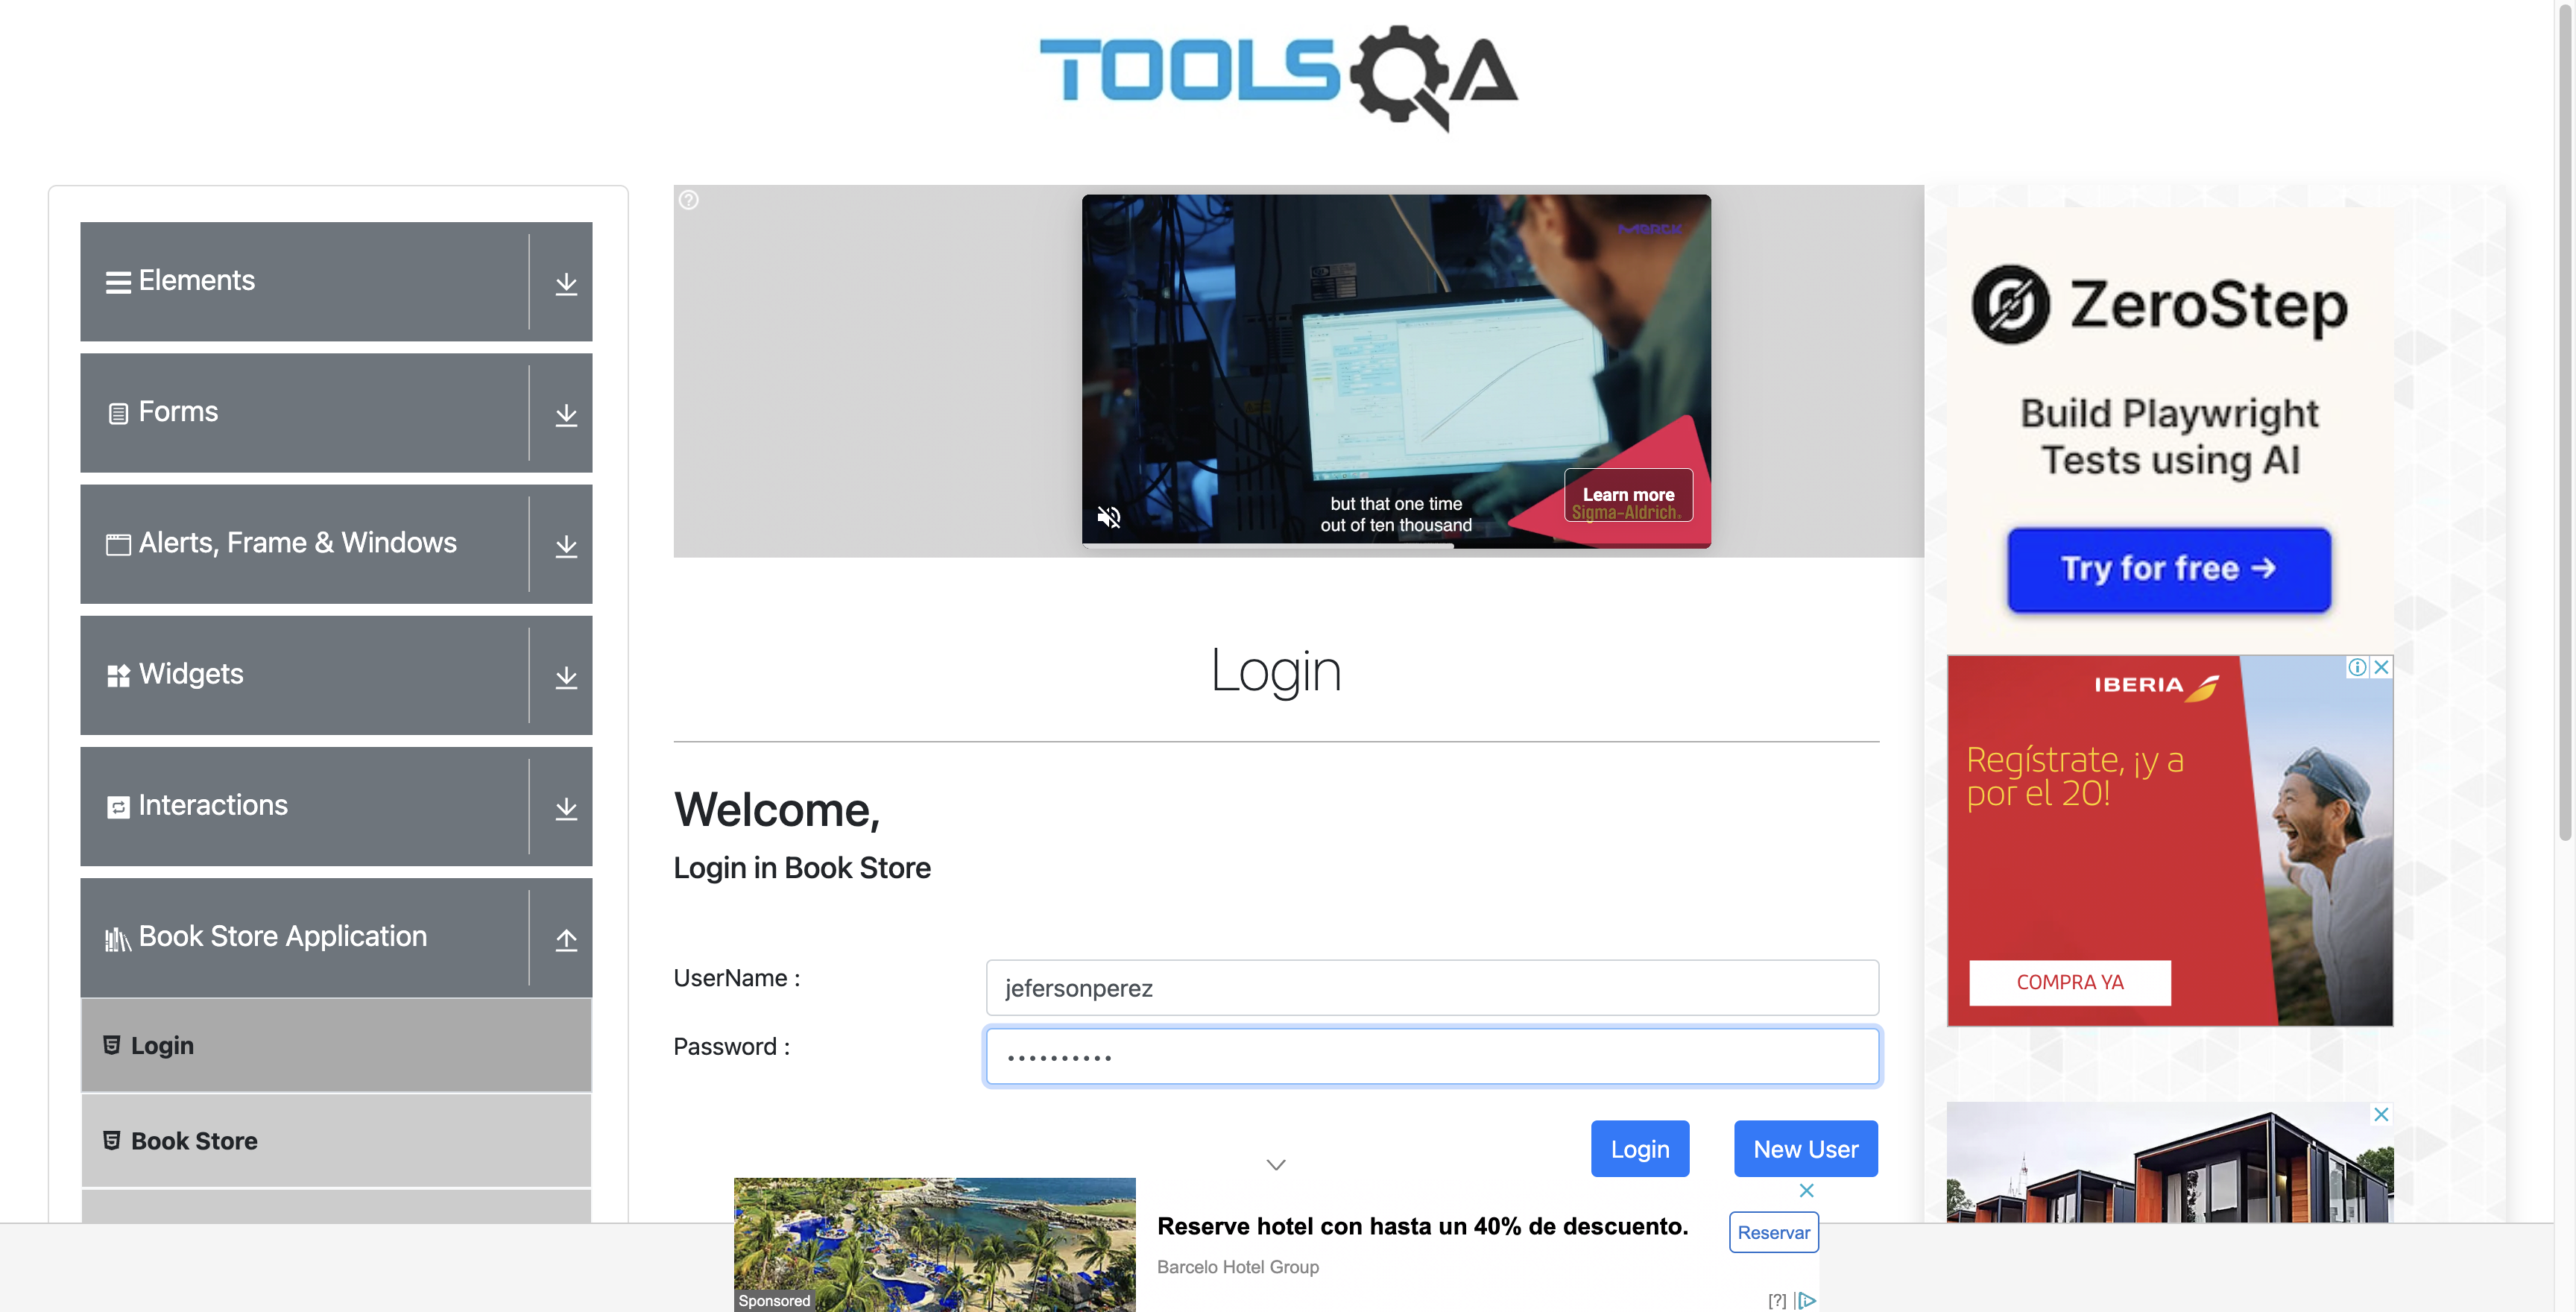 TOOLSQA
Elements
Forms
Alerts, Frame & Windows
Widgets
Interactions
Book Store Application
Login
Book Store
Merck
but that one time
out of ten thousand
Learn more
Sigma-Aldrich.
Login
Welcome,
Login in Book Store
UserName :
jefersonperez
Password :
Login
New User
Reserve hotel con hasta un 40% de descuento.
Barcelo Hotel Group
Reservar
Sponsored
[?]
ZeroStep
Build Playwright
Tests using AI
Try for free →
IBERIA
Regístrate, ¡y a
por el 20!
COMPRA YA